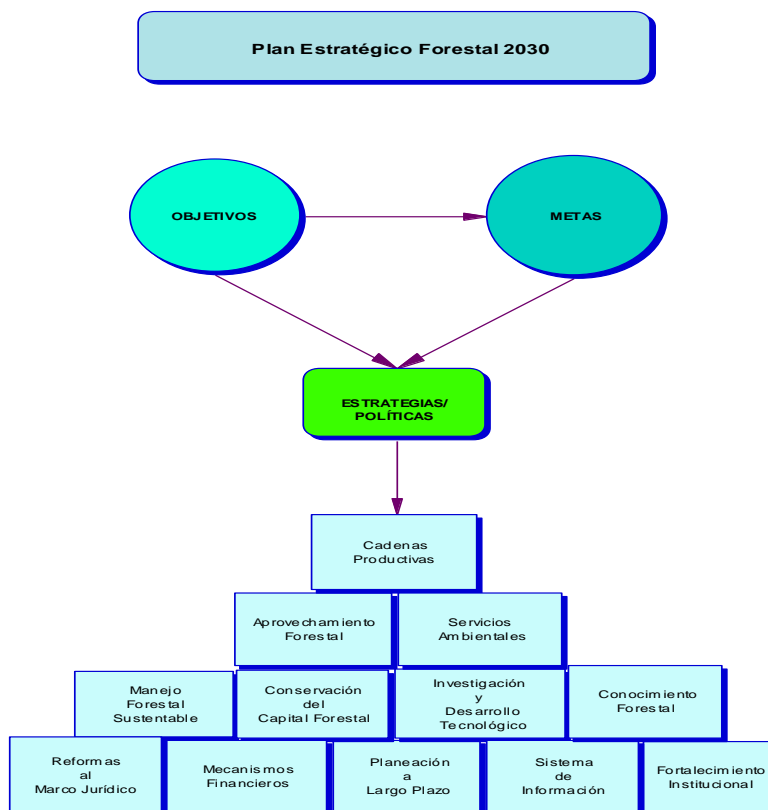 Plan Estratégico Forestal 2030
OBJETIVOS
METAS
ESTRATEGIAS/
POLÍTICAS
Cadenas
Productivas
Aprovechamiento
Forestal
Servicios
Ambientales
Manejo
Forestal
Sustentable
Conservación
del
Capital Forestal
Investigación
y
Desarrollo
Tecnológico
Conocimiento
Forestal
Reformas
al
Marco Jurídico
Mecanismos
Financieros
Planeación
a
Largo Plazo
Sistema
de
Información
Fortalecimiento
Institucional